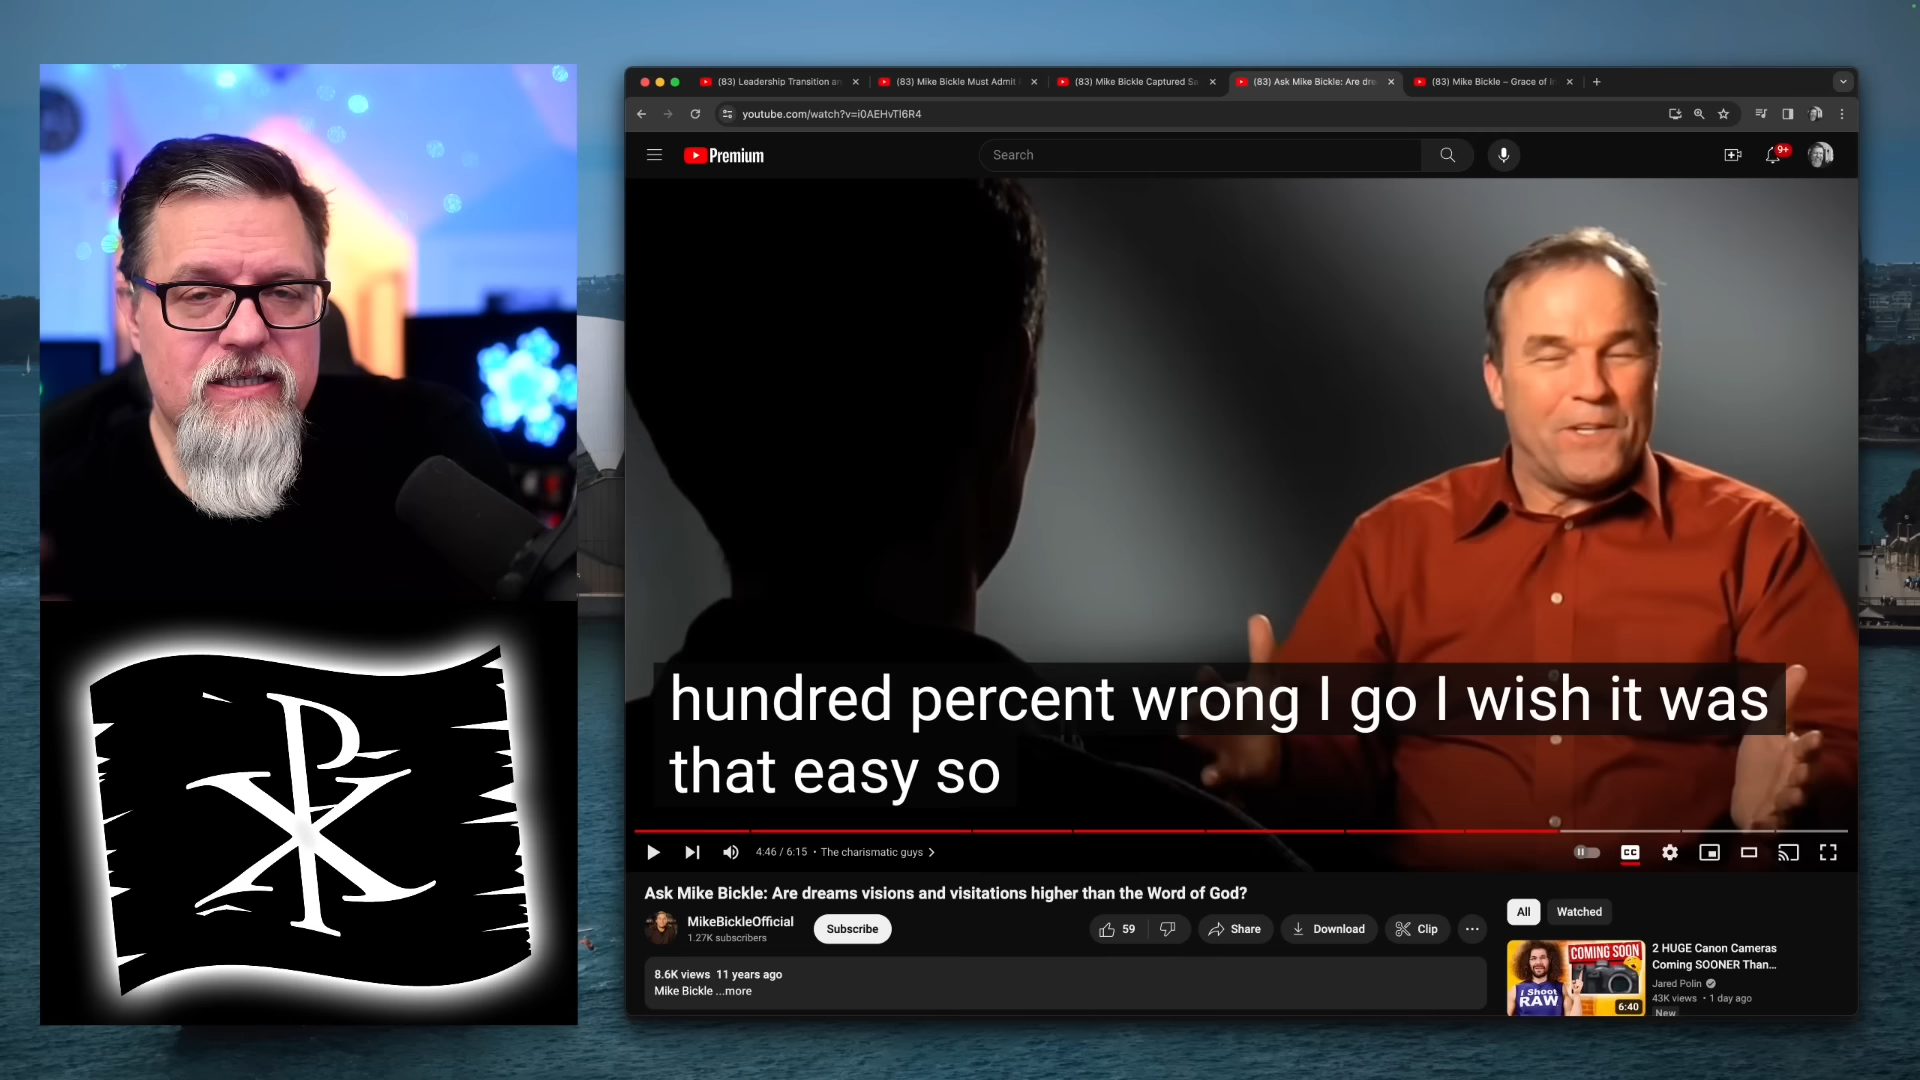 (83) Leadership Transition an
(83) Mike Bickle Must Admit
(83) Mike Bickle Captured Se
(83) Ask Mike Bickle: Are dre
(83) Mike Bickle – Grace of in
youtube.com/watch?v=i0AEHvTI6R4
Premium
Search
9+
hundred percent wrong I go I wish it was
that easy so
4:46 / 6:15 • The charismatic guys
CC
Ask Mike Bickle: Are dreams visions and visitations higher than the Word of God?
MikeBickleOfficial
1.27K subscribers
Subscribe
59
Share
Download
Clip
8.6K views 11 years ago
Mike Bickle ...more
All
Watched
COMING SOON
I Shoot
RAW
6:40
2 HUGE Canon Cameras
Coming SOONER Than...
Jared Polin
43K views • 1 day ago
New